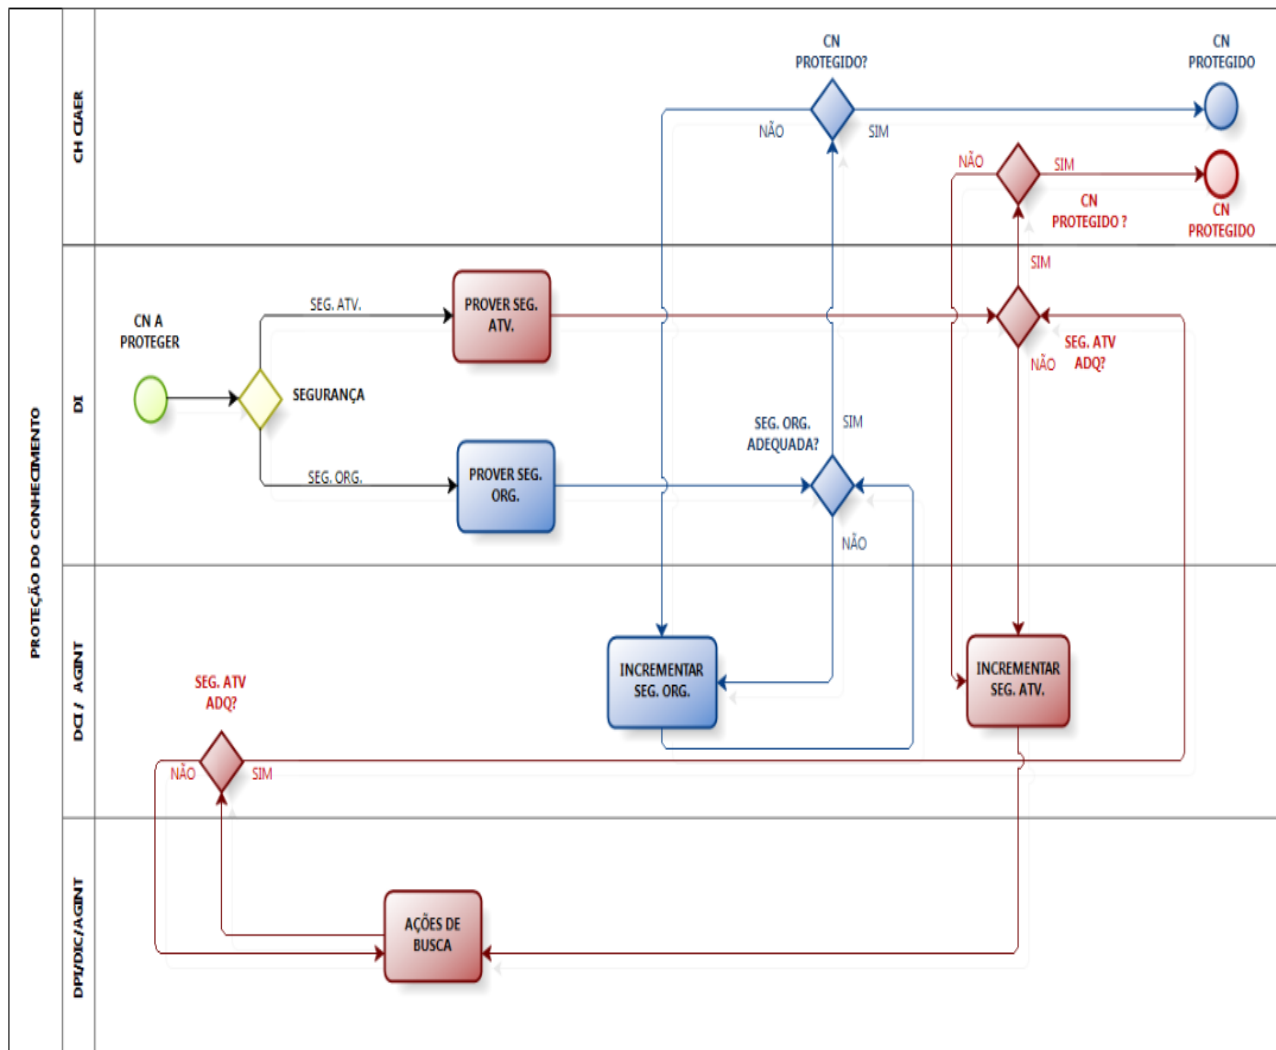 PROTEÇÃO DO CONHECIMENTO
CH CIAER
CN
PROTEGIDO?
NÃO
SIM
CN
PROTEGIDO
NÃO
SIM
CN
PROTEGIDO ?
CN
PROTEGIDO
DI
CN A
PROTEGER
SEGURANÇA
SEG. ATV.
PROVER SEG.
ATV.
SIM
SEG. ATV
ADQ?
NÃO
SEG. ORG.
PROVER SEG.
ORG.
SEG. ORG.
ADEQUADA?
SIM
NÃO
DCI / AGINT
SEG. ATV
ADQ?
NÃO
SIM
INCREMENTAR
SEG. ORG.
INCREMENTAR
SEG. ATV.
DPI/DIC/AGINT
AÇÕES DE
BUSCA